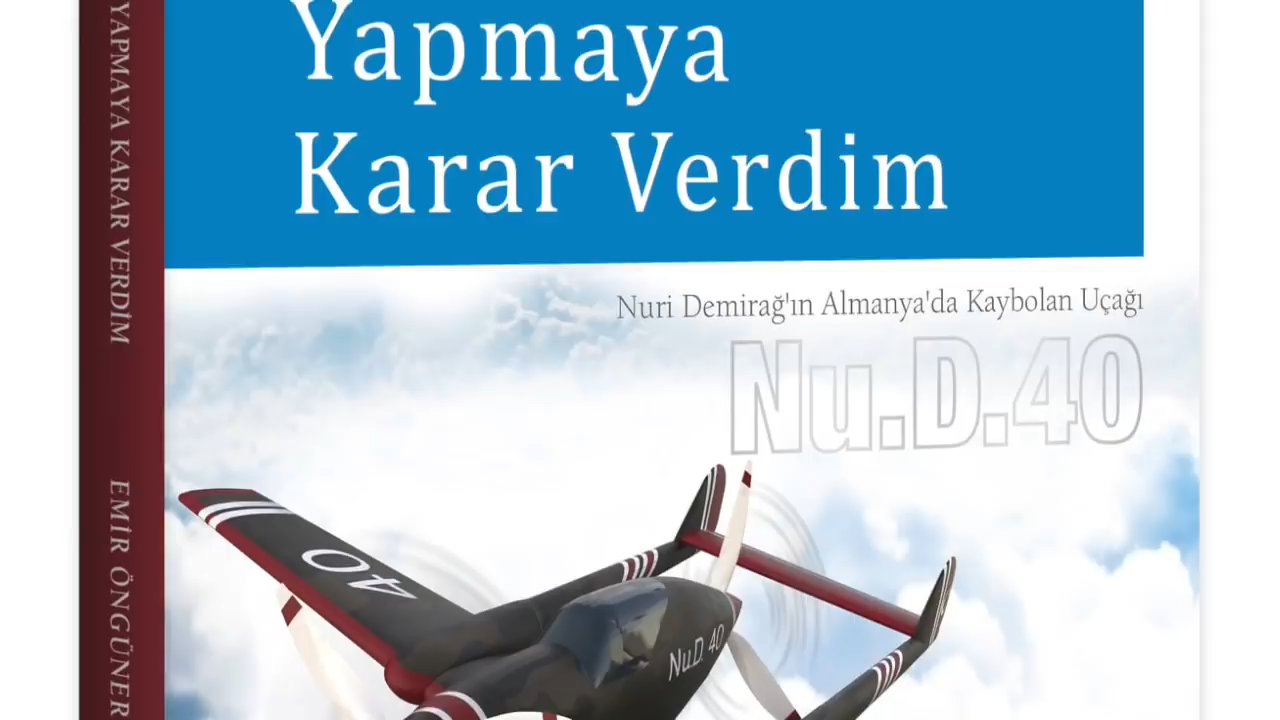 YAPMAYA KARAR VERDİM
EMİR ÖNGÜNER
Yapmaya
Karar Verdim
Nuri Demirağ'ın Almanya'da Kaybolan Uçağı
Nu.D.40
40
Nu.D. 40